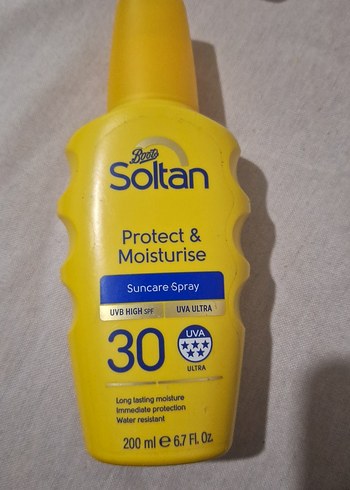 Boots
Soltan
Protect &
Moisturise
Suncare Spray
UVB HIGH SPF UVA ULTRA
30 UVA
ULTRA
Long lasting moisture
Immediate protection
Water resistant
200 ml e 6.7 Fl. Oz.